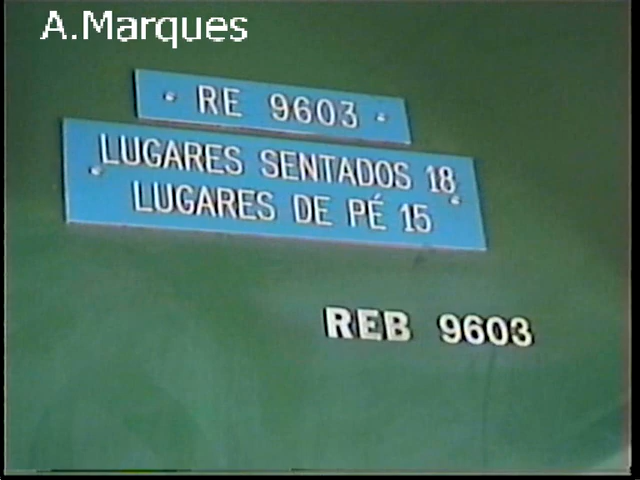 A.Marques
RE 9603
LUGARES SENTADOS 18
LUGARES DE PÉ 15
REB 9603